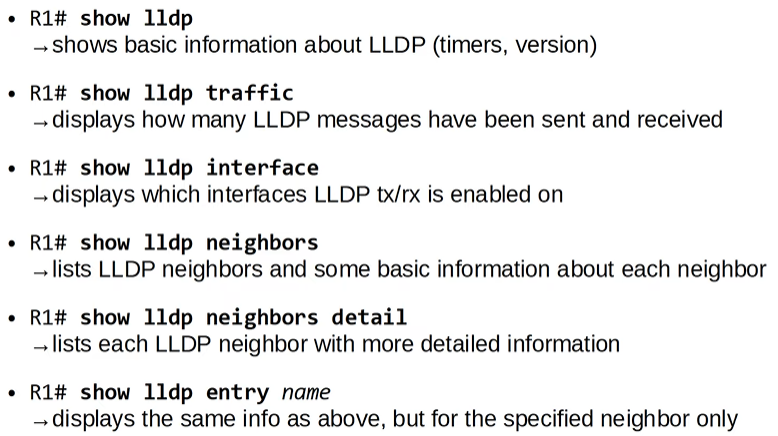 • R1# show lldp
→shows basic information about LLDP (timers, version)
• R1# show lldp traffic
→displays how many LLDP messages have been sent and received
• R1# show lldp interface
→displays which interfaces LLDP tx/rx is enabled on
• R1# show lldp neighbors
→lists LLDP neighbors and some basic information about each neighbor
• R1# show lldp neighbors detail
→lists each LLDP neighbor with more detailed information
• R1# show lldp entry name
→displays the same info as above, but for the specified neighbor only